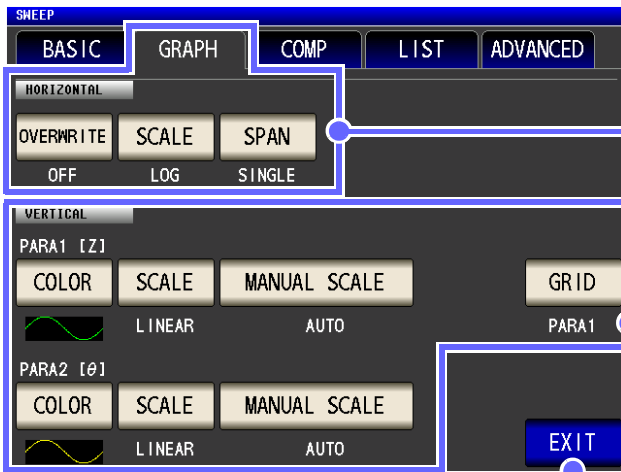 SWEEP
BASIC GRAPH COMP LIST ADVANCED
HORIZONTAL
OVERWRITE SCALE SPAN
OFF LOG SINGLE
VERTICAL
PARA1 [Z]
COLOR SCALE MANUAL SCALE GRID
LINEAR AUTO PARA1
PARA2 [θ]
COLOR SCALE MANUAL SCALE
LINEAR AUTO EXIT